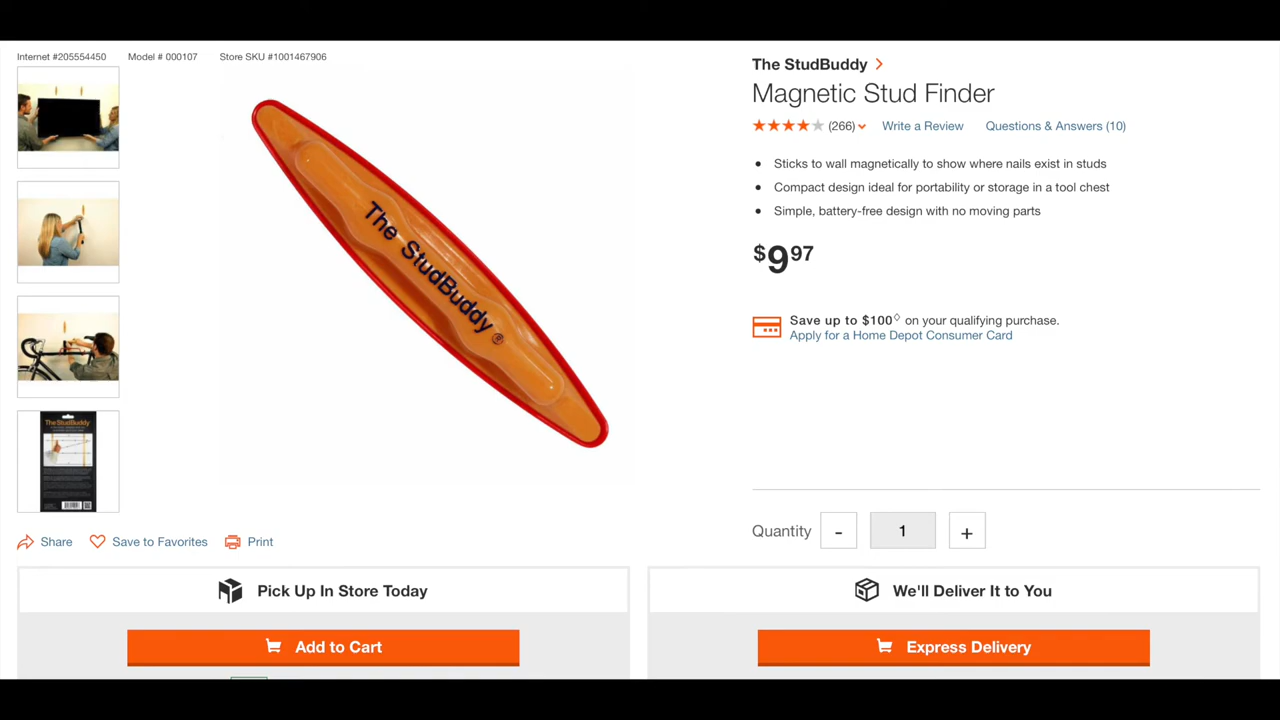 Internet #205554450 Model # 000107 Store SKU #1001467906
The StudBuddy
Magnetic Stud Finder
(266) Write a Review Questions & Answers (10)
• Sticks to wall magnetically to show where nails exist in studs
• Compact design ideal for portability or storage in a tool chest
• Simple, battery-free design with no moving parts
$9 97
Save up to $100◊ on your qualifying purchase.
Apply for a Home Depot Consumer Card
The StudBuddy®
The StudBuddy
Share Save to Favorites Print
Quantity - 1 +
Pick Up In Store Today
Add to Cart
We'll Deliver It to You
Express Delivery